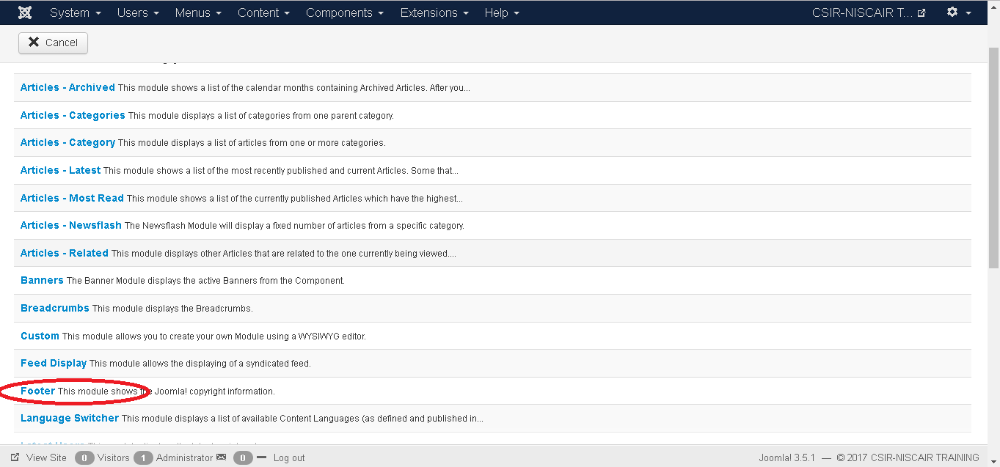 System Users Menus Content Components Extensions Help CSIR-NISCAIR T...
Cancel
Articles - Archived This module shows a list of the calendar months containing Archived Articles. After you...
Articles - Categories This module displays a list of categories from one parent category.
Articles - Category This module displays a list of articles from one or more categories.
Articles - Latest This module shows a list of the most recently published and current Articles. Some that...
Articles - Most Read This module shows a list of the currently published Articles which have the highest...
Articles - Newsflash The Newsflash Module will display a fixed number of articles from a specific category.
Articles - Related This module displays other Articles that are related to the one currently being viewed....
Banners The Banner Module displays the active Banners from the Component.
Breadcrumbs This module displays the Breadcrumbs.
Custom This module allows you to create your own Module using a WYSIWYG editor.
Feed Display This module allows the displaying of a syndicated feed.
Footer This module shows the Joomla! copyright information.
Language Switcher This module displays a list of available Content Languages (as defined and published in...
View Site 0 Visitors 1 Administrator 0 Log out Joomla! 3.5.1 — © 2017 CSIR-NISCAIR TRAINING